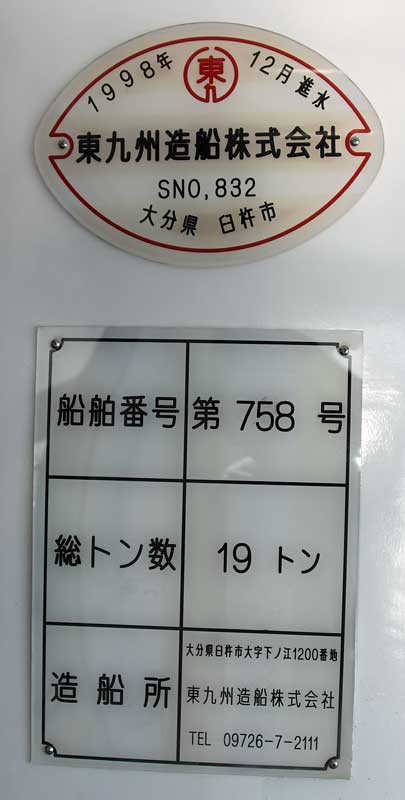 1998年 12月進水
東九
東九州造船株式会社
SNO,832
大分県 臼杵市
船舶番号 第 758 号
総トン数 19 トン
造船所
大分県臼杵市大字下ノ江1200番地
東九州造船株式会社
TEL 09726-7-2111